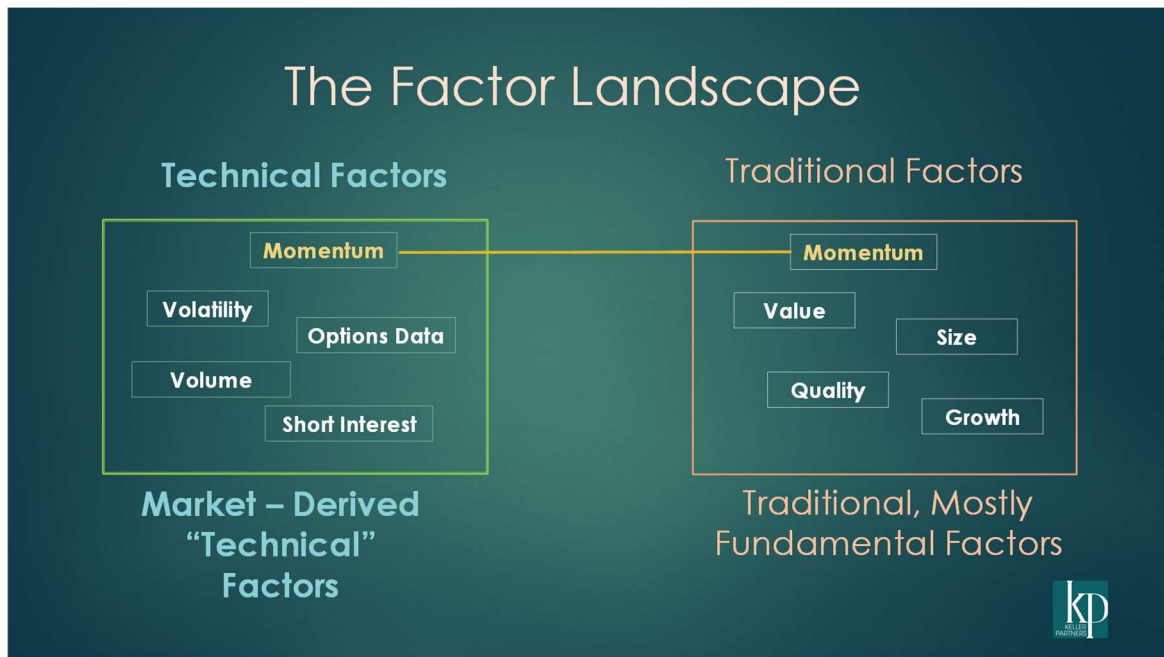 The Factor Landscape
Technical Factors
Momentum
Volatility
Options Data
Volume
Short Interest
Market – Derived
“Technical”
Factors
Traditional Factors
Momentum
Value
Size
Quality
Growth
Traditional, Mostly
Fundamental Factors
kp
KELLER
PARTNERS